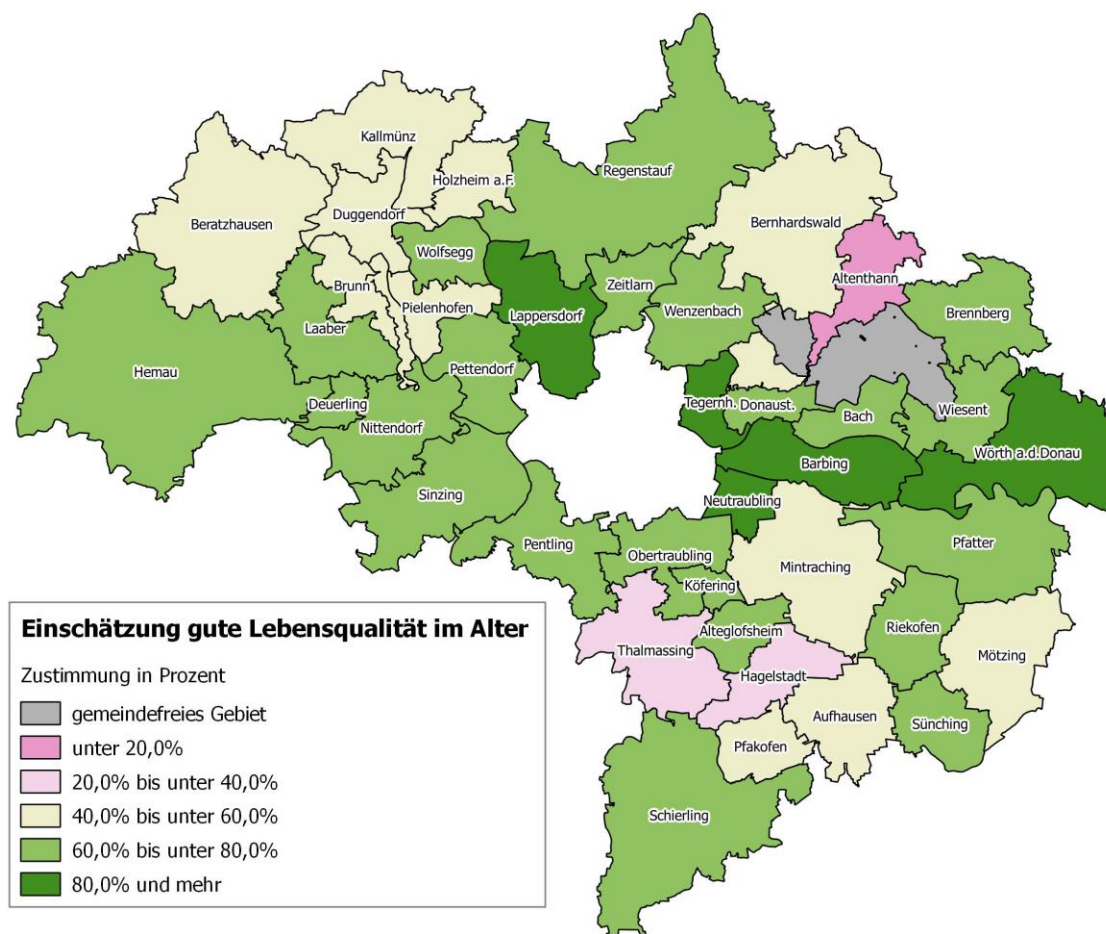 Kallmünz
Holzheim a.F.
Regenstauf
Beratzhausen
Duggendorf
Bernhardswald
Wolfsegg
Altenthann
Brunn
Zeitlarn
Pielenhofen
Lappersdorf
Wenzenbach
Brennberg
Laaber
Hemau
Pettendorf
Deuerling
Tegernh.
Donaust.
Bach
Wiesent
Nittendorf
Wörth a.d.Donau
Barbing
Sinzing
Neutraubling
Pentling
Obertraubling
Pfatter
Mintraching
Köfering
Riekofen
Alteglofsheim
Thalmassing
Mötzing
Hagelstadt
Aufhausen
Sünching
Pfakofen
Schierling
Einschätzung gute Lebensqualität im Alter
Zustimmung in Prozent
gemeindefreies Gebiet
unter 20,0%
20,0% bis unter 40,0%
40,0% bis unter 60,0%
60,0% bis unter 80,0%
80,0% und mehr